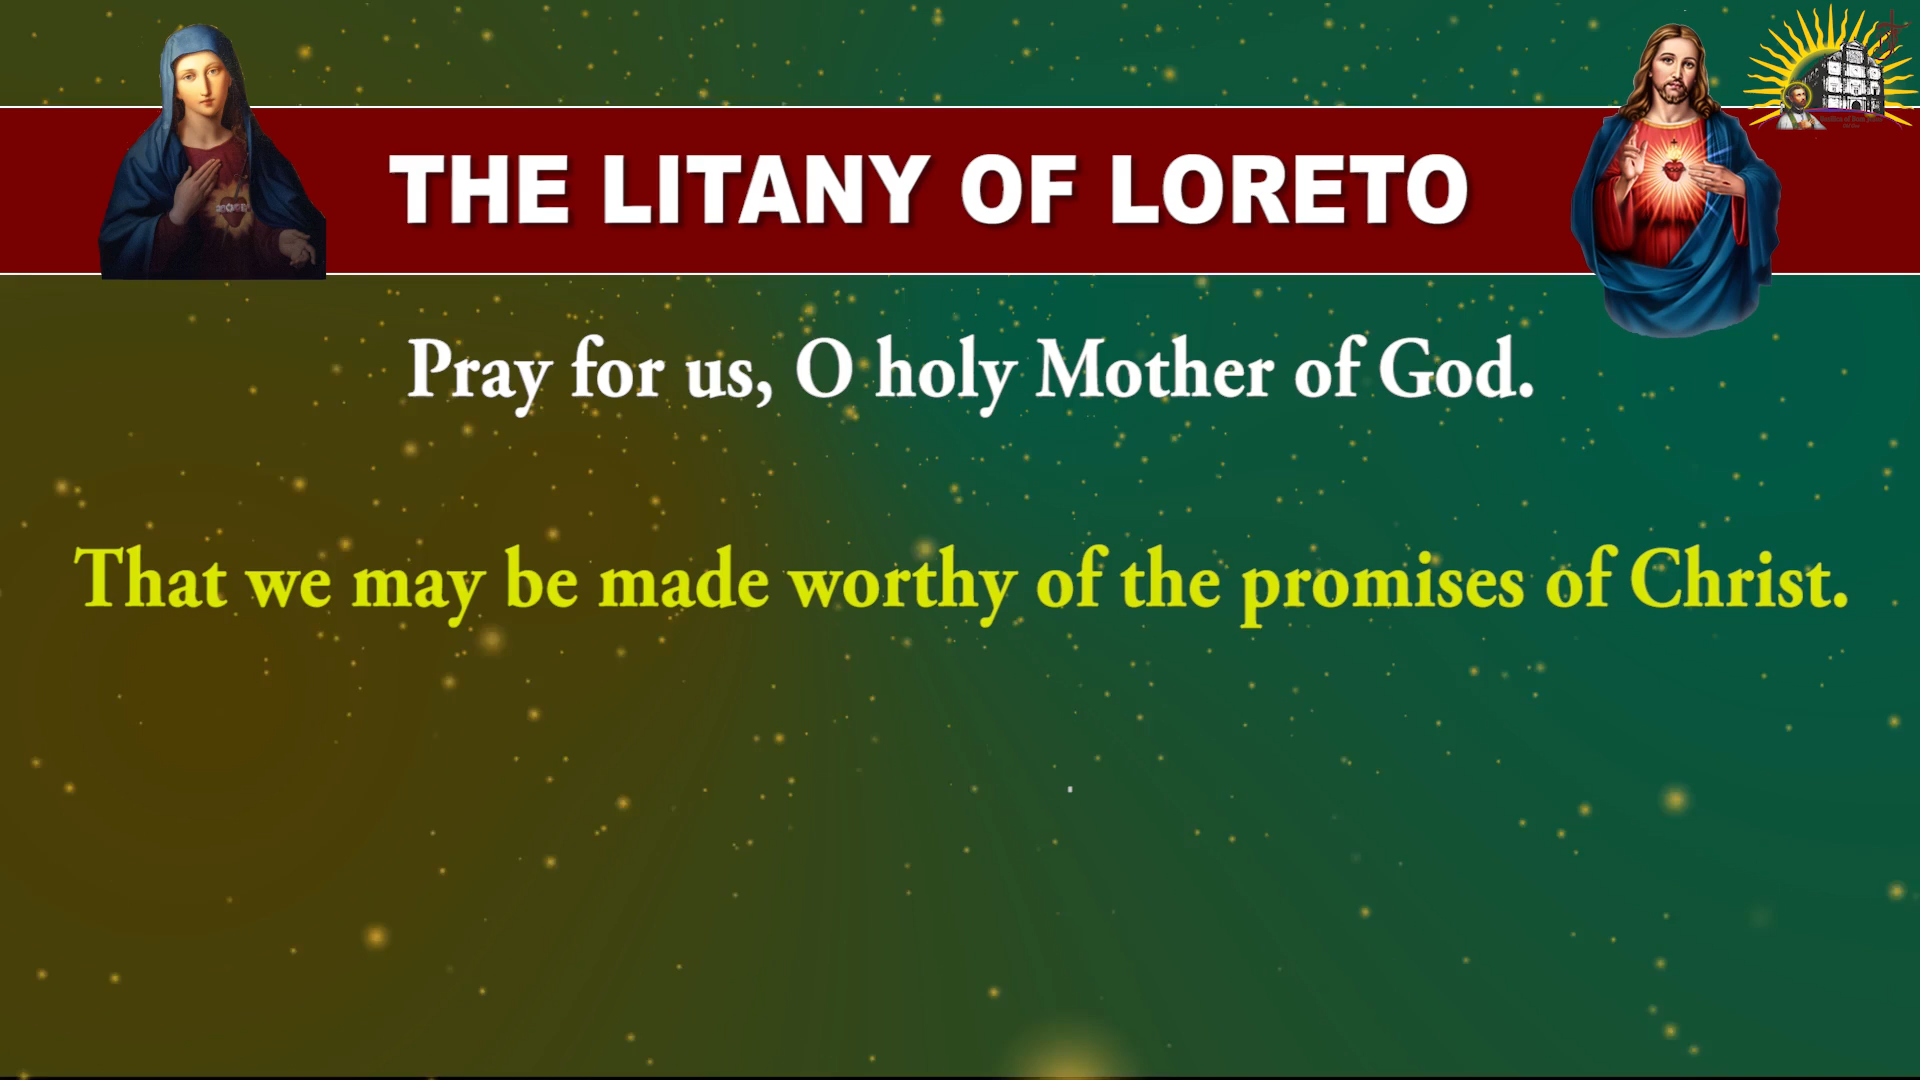 THE LITANY OF LORETO
Pray for us, O holy Mother of God.
That we may be made worthy of the promises of Christ.